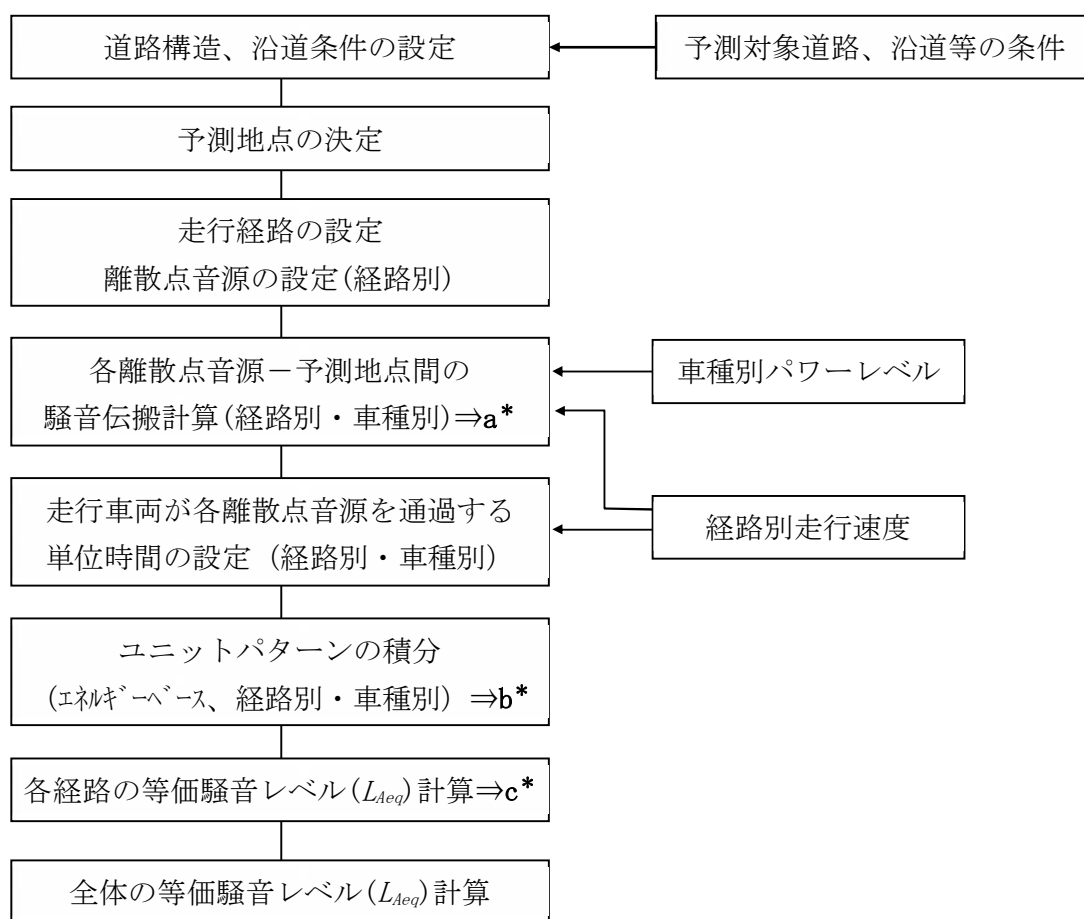 道路構造、沿道条件の設定
予測対象道路、沿道等の条件
予測地点の決定
走行経路の設定
離散点音源の設定(経路別)
各離散点音源－予測地点間の
騒音伝搬計算(経路別・車種別)⇒a*
車種別パワーレベル
走行車両が各離散点音源を通過する
単位時間の設定 (経路別・車種別)
経路別走行速度
ユニットパターンの積分
(ｴﾈﾙｷﾞｰﾍﾞｰｽ、経路別・車種別) ⇒b*
各経路の等価騒音レベル(LAeq)計算⇒c*
全体の等価騒音レベル(LAeq)計算